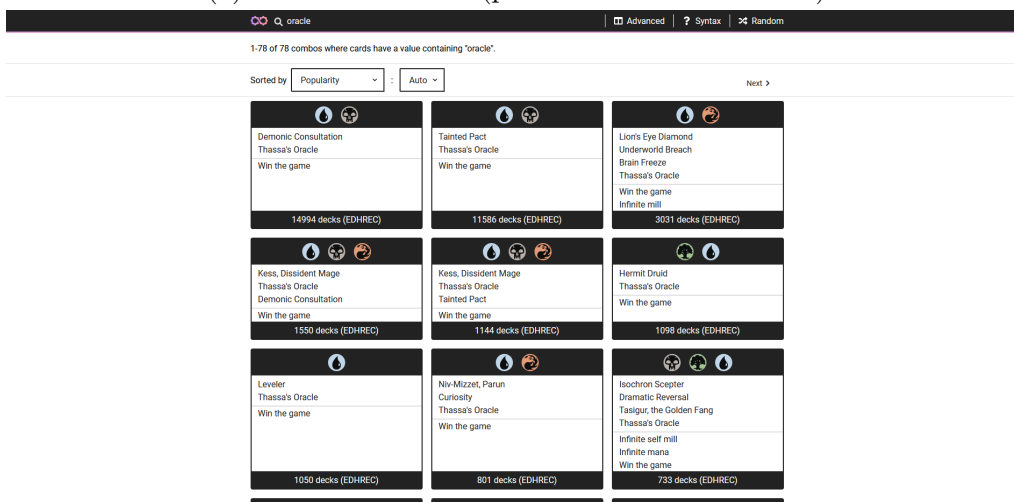 oracle
Advanced
? Syntax
Random
1-78 of 78 combos where cards have a value containing "oracle".
Sorted by Popularity : Auto
Next >
Demonic Consultation
Thassa's Oracle
Win the game
14994 decks (EDHREC)
Tainted Pact
Thassa's Oracle
Win the game
11586 decks (EDHREC)
Lion's Eye Diamond
Underworld Breach
Brain Freeze
Thassa's Oracle
Win the game
Infinite mill
3031 decks (EDHREC)
Kess, Dissident Mage
Thassa's Oracle
Demonic Consultation
Win the game
1550 decks (EDHREC)
Kess, Dissident Mage
Thassa's Oracle
Tainted Pact
Win the game
1144 decks (EDHREC)
Hermit Druid
Thassa's Oracle
Win the game
1098 decks (EDHREC)
Leveler
Thassa's Oracle
Win the game
1050 decks (EDHREC)
Niv-Mizzet, Parun
Curiosity
Thassa's Oracle
Win the game
801 decks (EDHREC)
Isochron Scepter
Dramatic Reversal
Tasigur, the Golden Fang
Thassa's Oracle
Infinite self mill
Infinite mana
Win the game
733 decks (EDHREC)